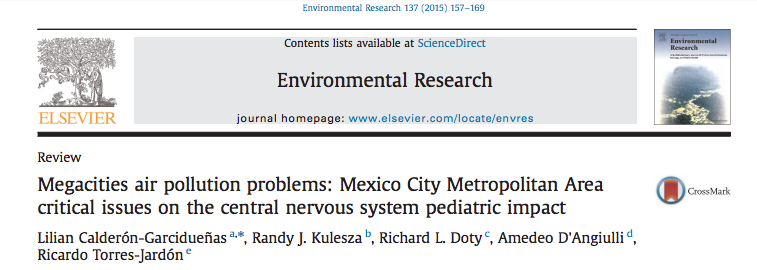 Environmental Research 137 (2015) 157–169
Contents lists available at ScienceDirect
Environmental Research
journal homepage: www.elsevier.com/locate/envres
ELSEVIER
Environmental
Research
Review
Megacities air pollution problems: Mexico City Metropolitan Area
critical issues on the central nervous system pediatric impact
CrossMark
Lilian Calderón-Garcidueñas a,*, Randy J. Kulesza b, Richard L. Doty c, Amedeo D'Angiulli d,
Ricardo Torres-Jardón e